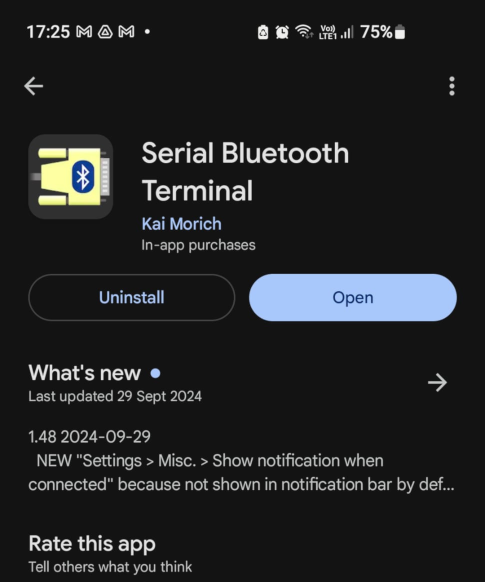 17:25
Vo))
LTE1
75%
Serial Bluetooth
Terminal
Kai Morich
In-app purchases
Uninstall
Open
What's new
Last updated 29 Sept 2024
1.48 2024-09-29
NEW "Settings > Misc. > Show notification when
connected" because not shown in notification bar by def...
Rate this app
Tell others what you think